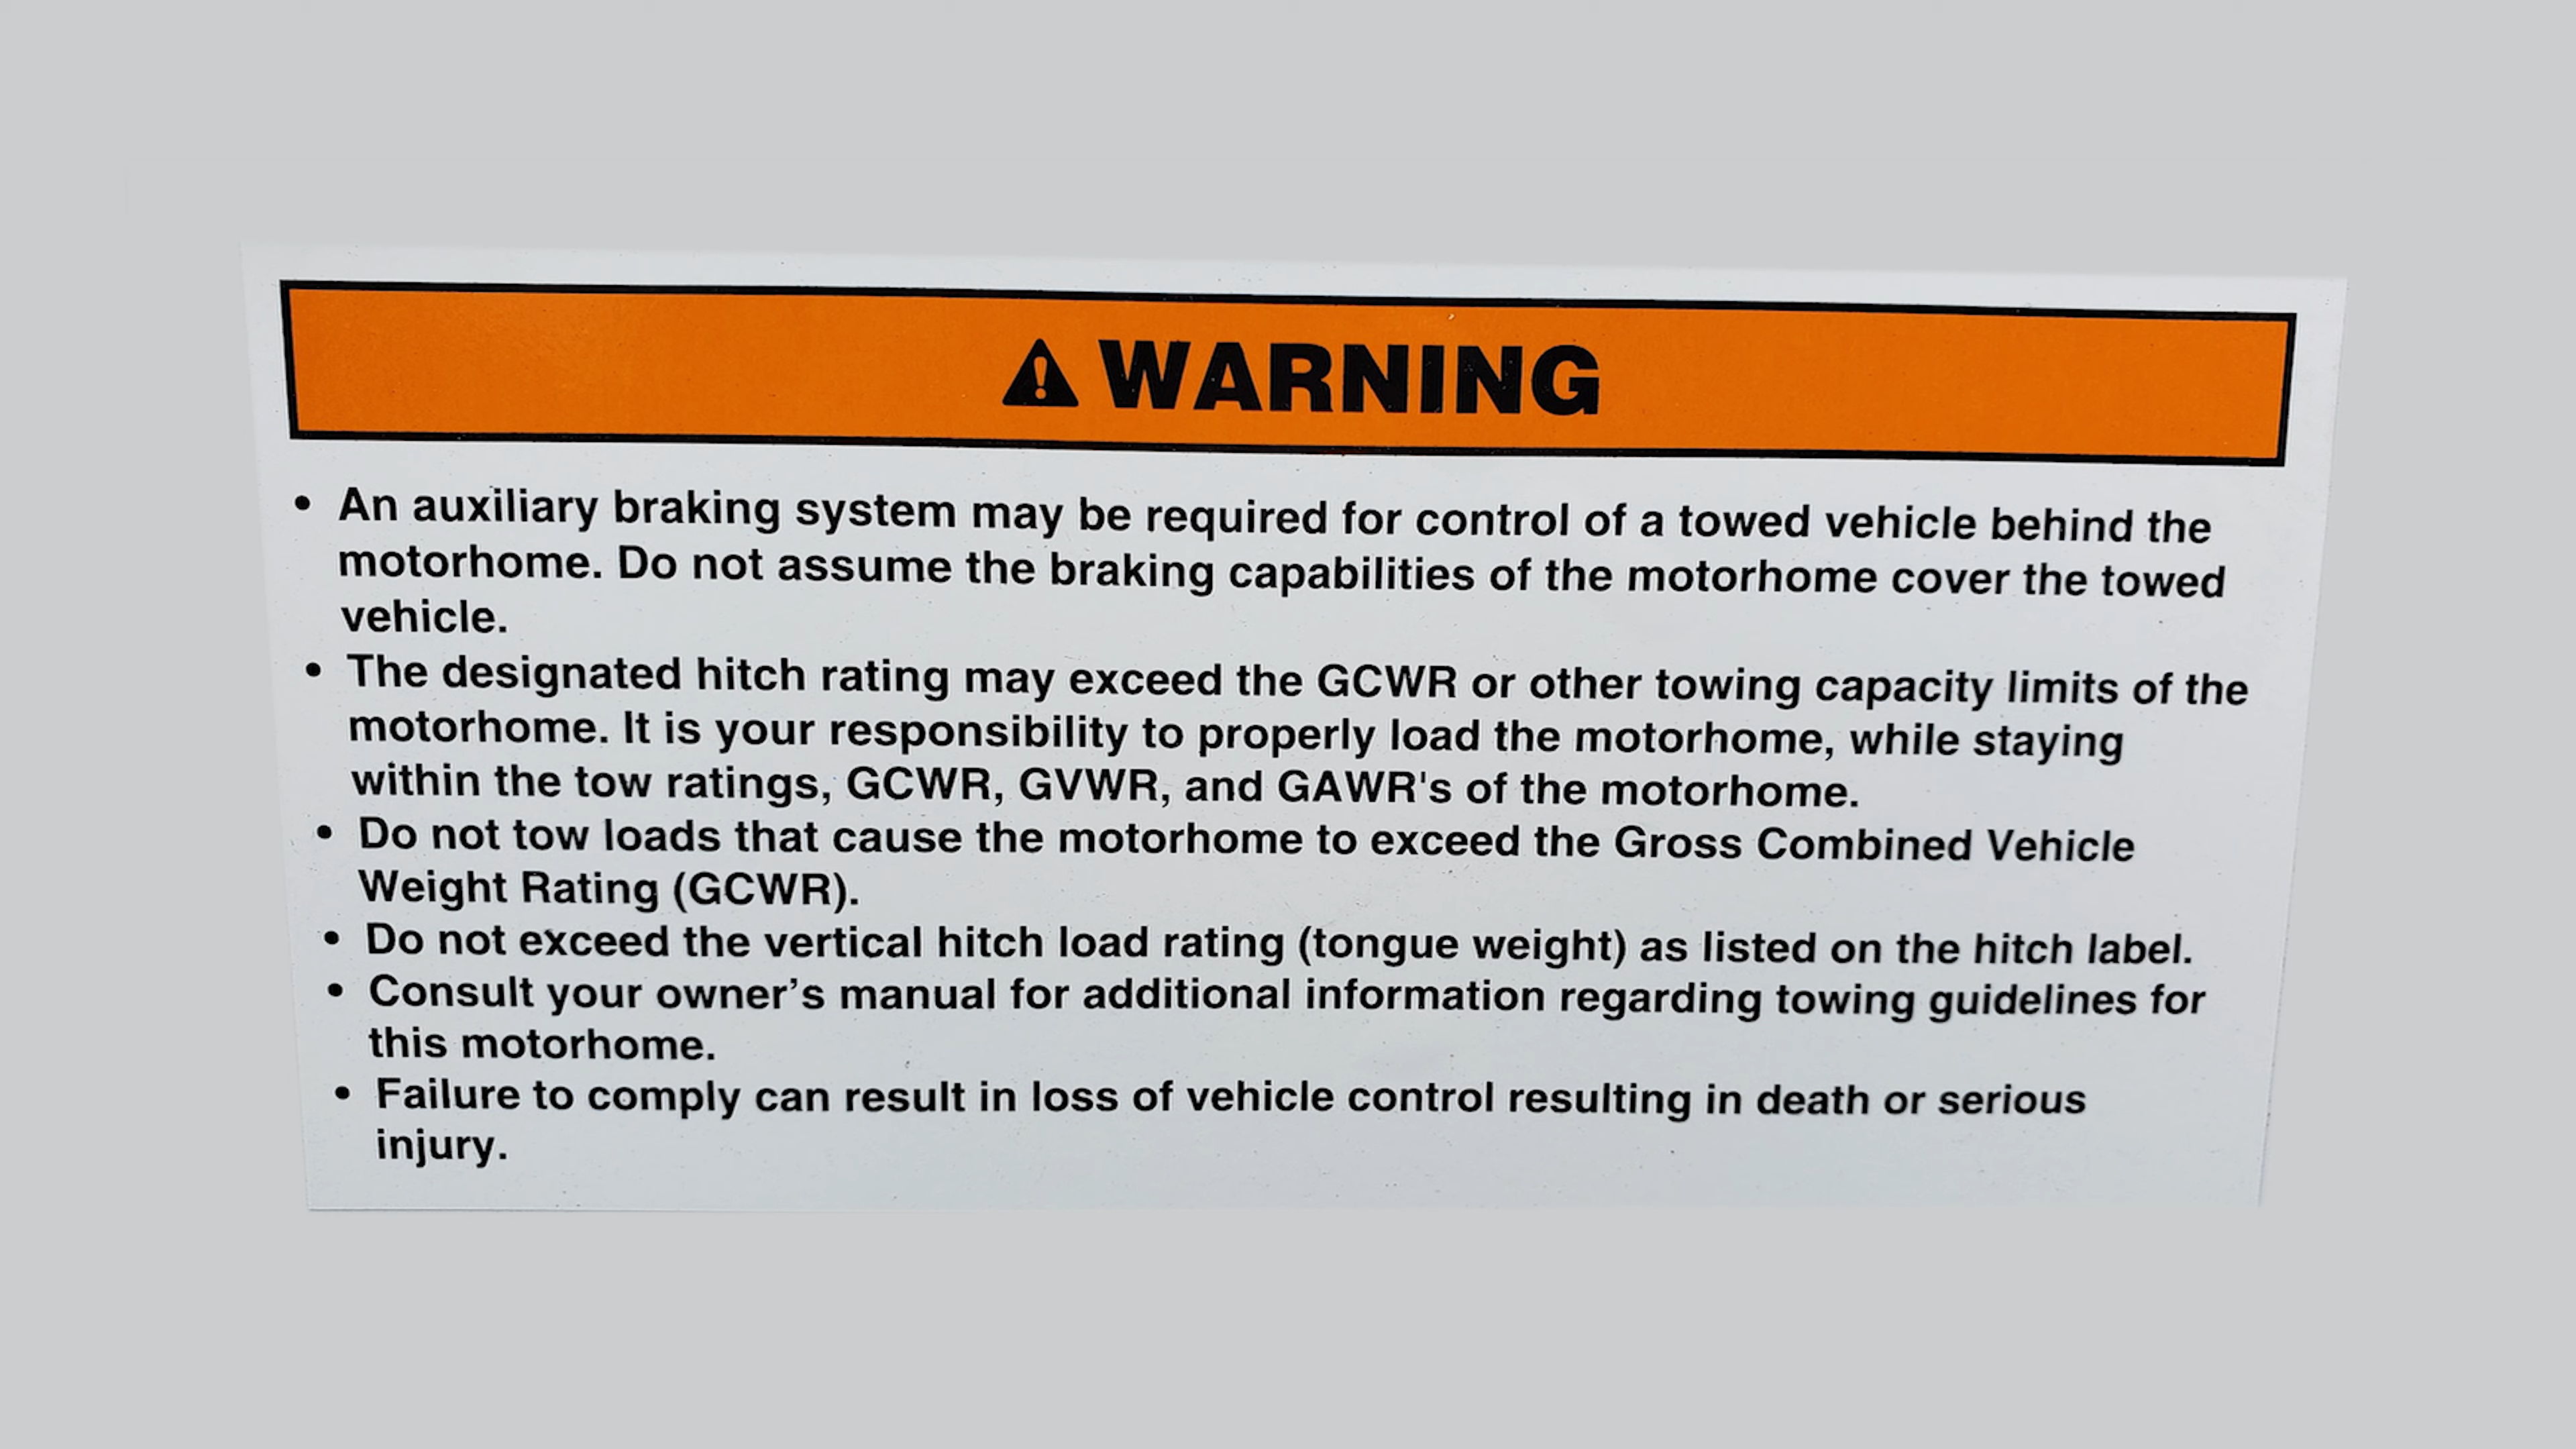 ⚠ WARNING
• An auxiliary braking system may be required for control of a towed vehicle behind the
motorhome. Do not assume the braking capabilities of the motorhome cover the towed
vehicle.
• The designated hitch rating may exceed the GCWR or other towing capacity limits of the
motorhome. It is your responsibility to properly load the motorhome, while staying
within the tow ratings, GCWR, GVWR, and GAWR's of the motorhome.
• Do not tow loads that cause the motorhome to exceed the Gross Combined Vehicle
Weight Rating (GCWR).
• Do not exceed the vertical hitch load rating (tongue weight) as listed on the hitch label.
• Consult your owner’s manual for additional information regarding towing guidelines for
this motorhome.
• Failure to comply can result in loss of vehicle control resulting in death or serious
injury.